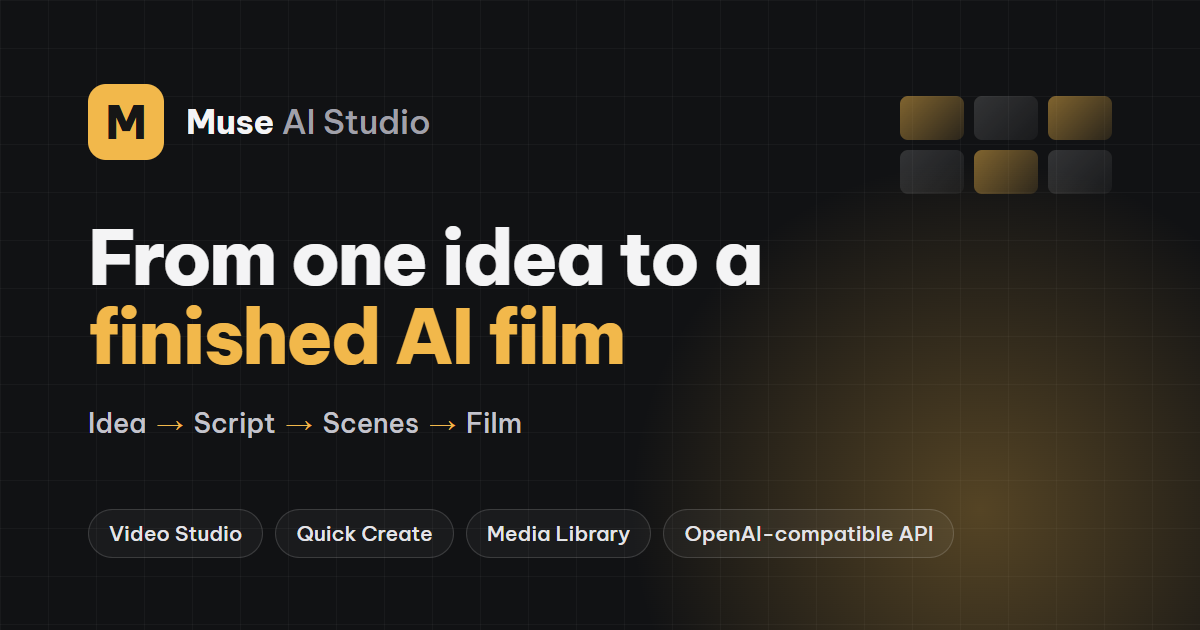 M
Muse AI Studio
From one idea to a
finished AI film
Idea → Script → Scenes → Film
Video Studio
Quick Create
Media Library
OpenAI-compatible API